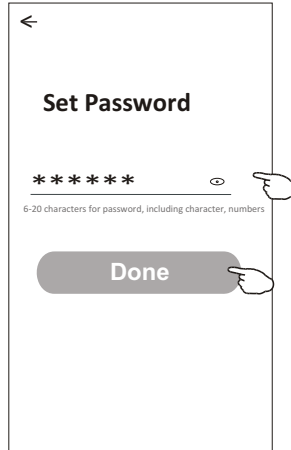 Set Password
******
6-20 characters for password, including character, numbers
Done